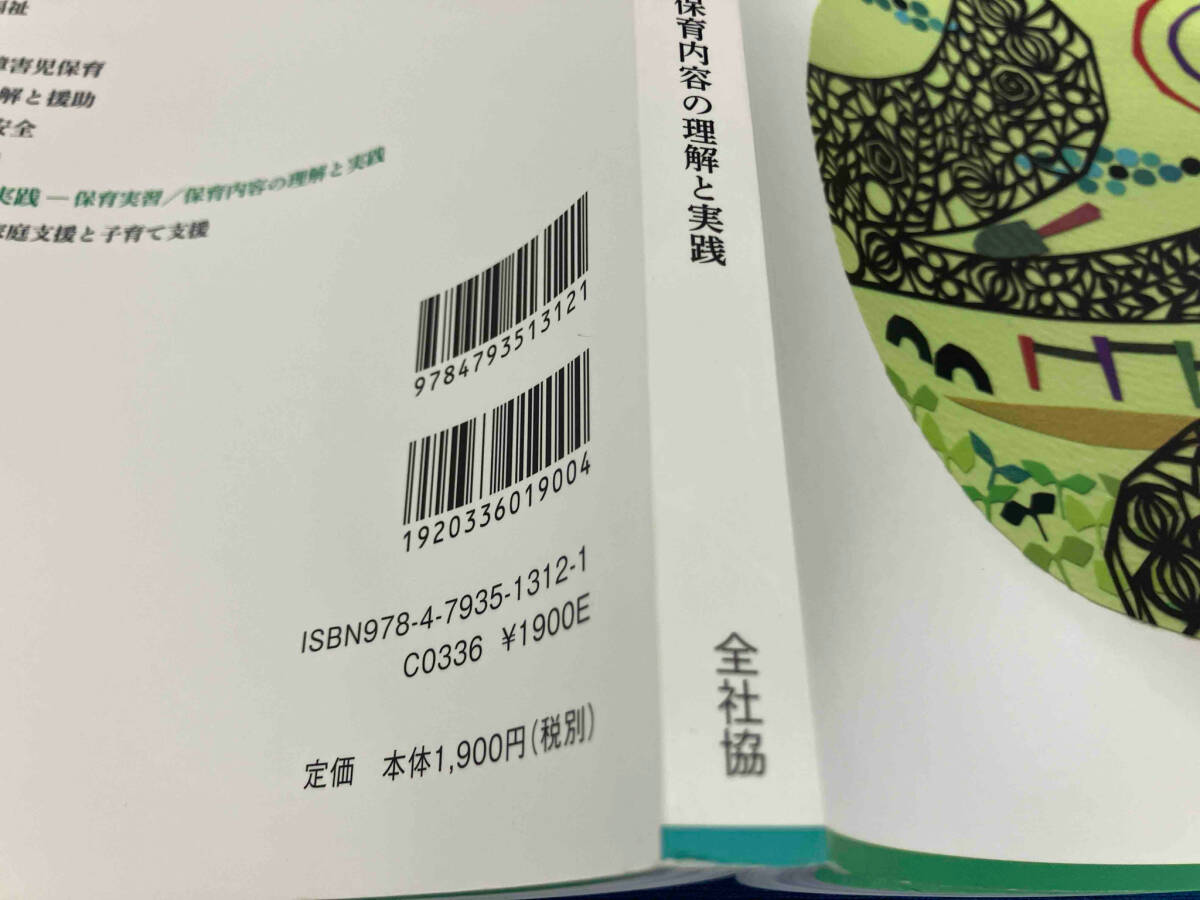 福祉
障害児保育
解と援助
安全
実践 ― 保育実習／保育内容の理解と実践
家庭支援と子育て支援
9784793513121
1920336019004
ISBN978-4-7935-1312-1
C0336 ¥1900E
定価 本体1,900円(税別)
保育内容の理解と実践
全社協